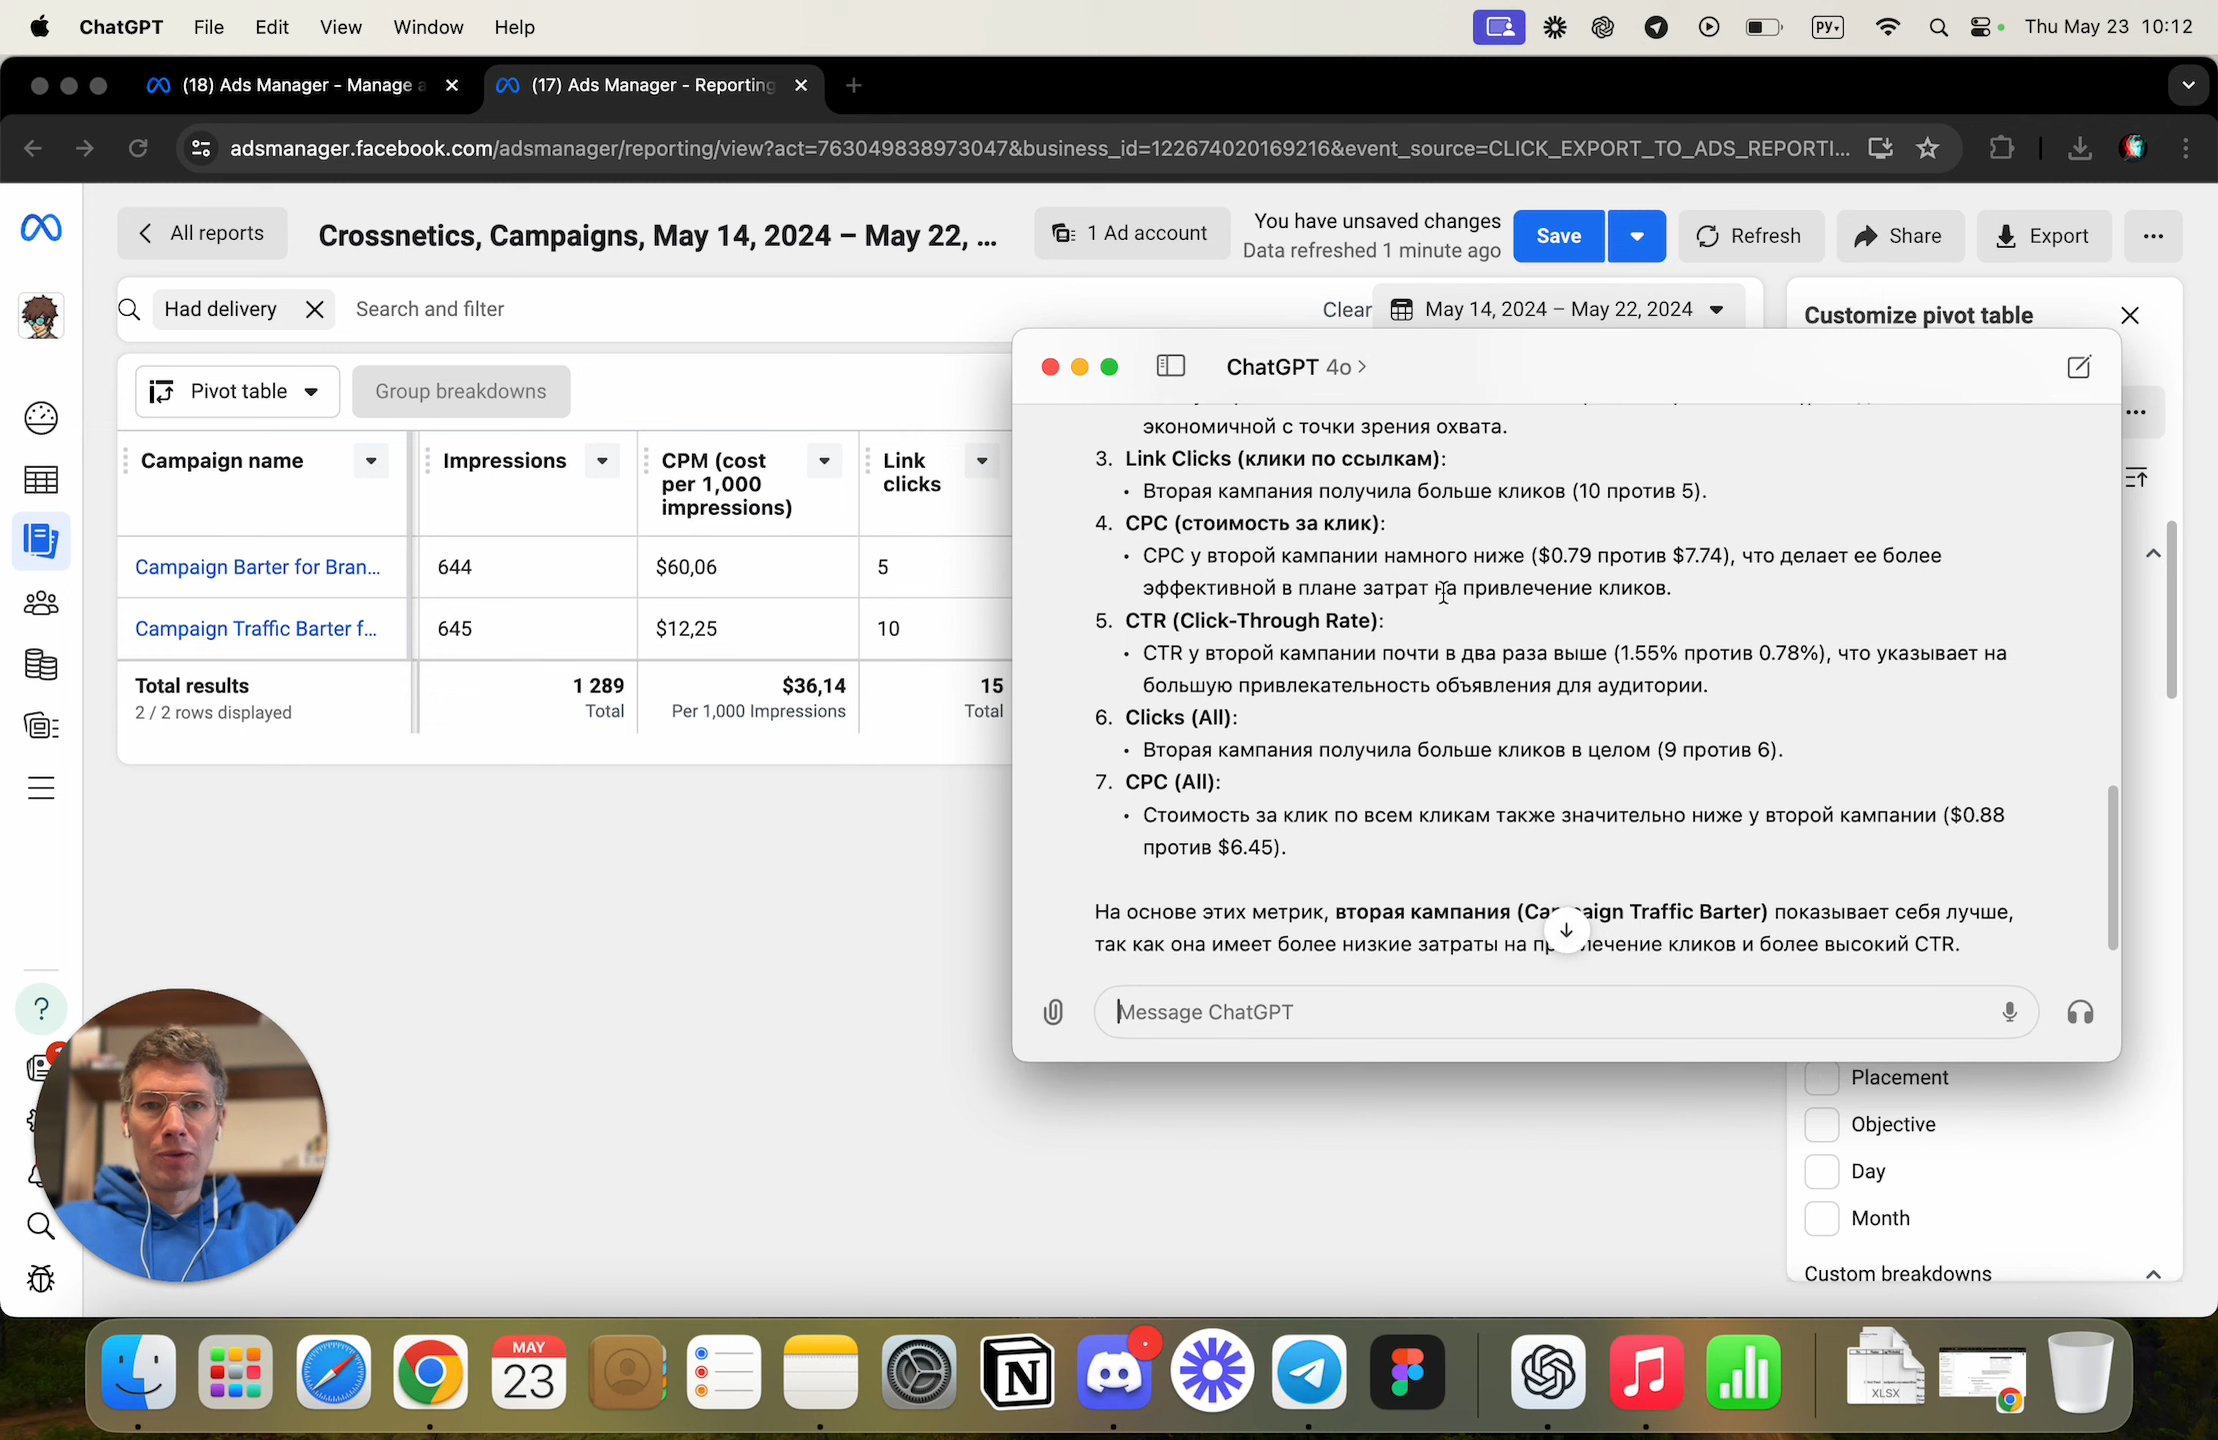 ChatGPT File Edit View Window Help
РУ
Thu May 23 10:12
(18) Ads Manager - Manage a
(17) Ads Manager - Reporting
adsmanager.facebook.com/adsmanager/reporting/view?act=763049838973047&business_id=122674020169216&event_source=CLICK_EXPORT_TO_ADS_REPORTI...
All reports
Crossnetics, Campaigns, May 14, 2024 – May 22, ...
1 Ad account
You have unsaved changes
Data refreshed 1 minute ago
Save
Refresh
Share
Export
Had delivery
Search and filter
Clear
May 14, 2024 – May 22, 2024
Customize pivot table
Pivot table
Group breakdowns
Campaign name
Impressions
CPM (cost
per 1,000
impressions)
Link
clicks
Campaign Barter for Bran... 644 $60,06 5
Campaign Traffic Barter f... 645 $12,25 10
Total results 1 289 $36,14 15
2 / 2 rows displayed Total Per 1,000 Impressions Total
ChatGPT 4o >
экономичной с точки зрения охвата.
3. Link Clicks (клики по ссылкам):
• Вторая кампания получила больше кликов (10 против 5).
4. CPC (стоимость за клик):
• CPC у второй кампании намного ниже ($0.79 против $7.74), что делает ее более
эффективной в плане затрат на привлечение кликов.
5. CTR (Click-Through Rate):
• CTR у второй кампании почти в два раза выше (1.55% против 0.78%), что указывает на
большую привлекательность объявления для аудитории.
6. Clicks (All):
• Вторая кампания получила больше кликов в целом (9 против 6).
7. CPC (All):
• Стоимость за клик по всем кликам также значительно ниже у второй кампании ($0.88
против $6.45).
На основе этих метрик, вторая кампания (Campaign Traffic Barter) показывает себя лучше,
так как она имеет более низкие затраты на привлечение кликов и более высокий CTR.
Message ChatGPT
Placement
Objective
Day
Month
Custom breakdowns
MAY
23
XLSX